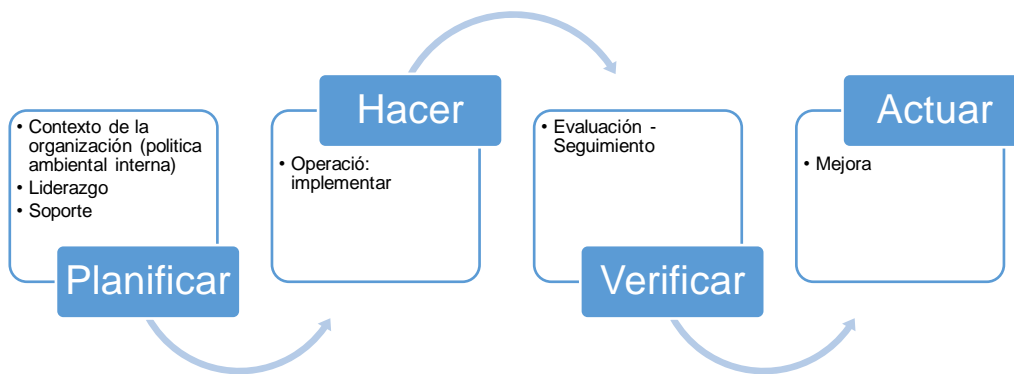 • Contexto de la
organización (politica
ambiental interna)
• Liderazgo
• Soporte
Planificar
Hacer
• Operació:
implementar
• Evaluación -
Seguimiento
Verificar
Actuar
• Mejora